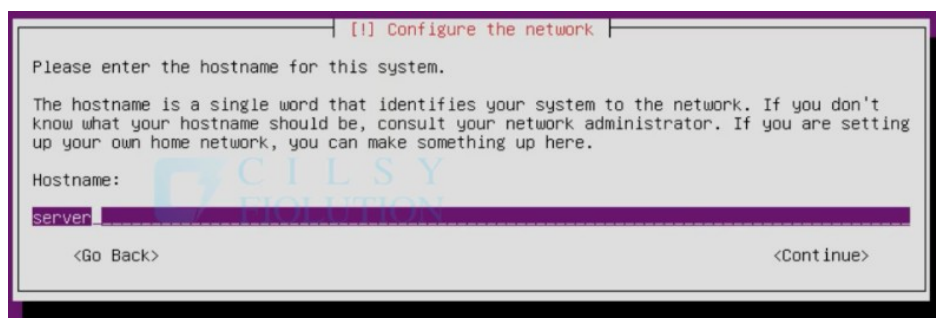 [!] Configure the network
Please enter the hostname for this system.
The hostname is a single word that identifies your system to the network. If you don't
know what your hostname should be, consult your network administrator. If you are setting
up your own home network, you can make something up here.
Hostname:
CILSY
FIOLUTION
server
<Go Back> <Continue>